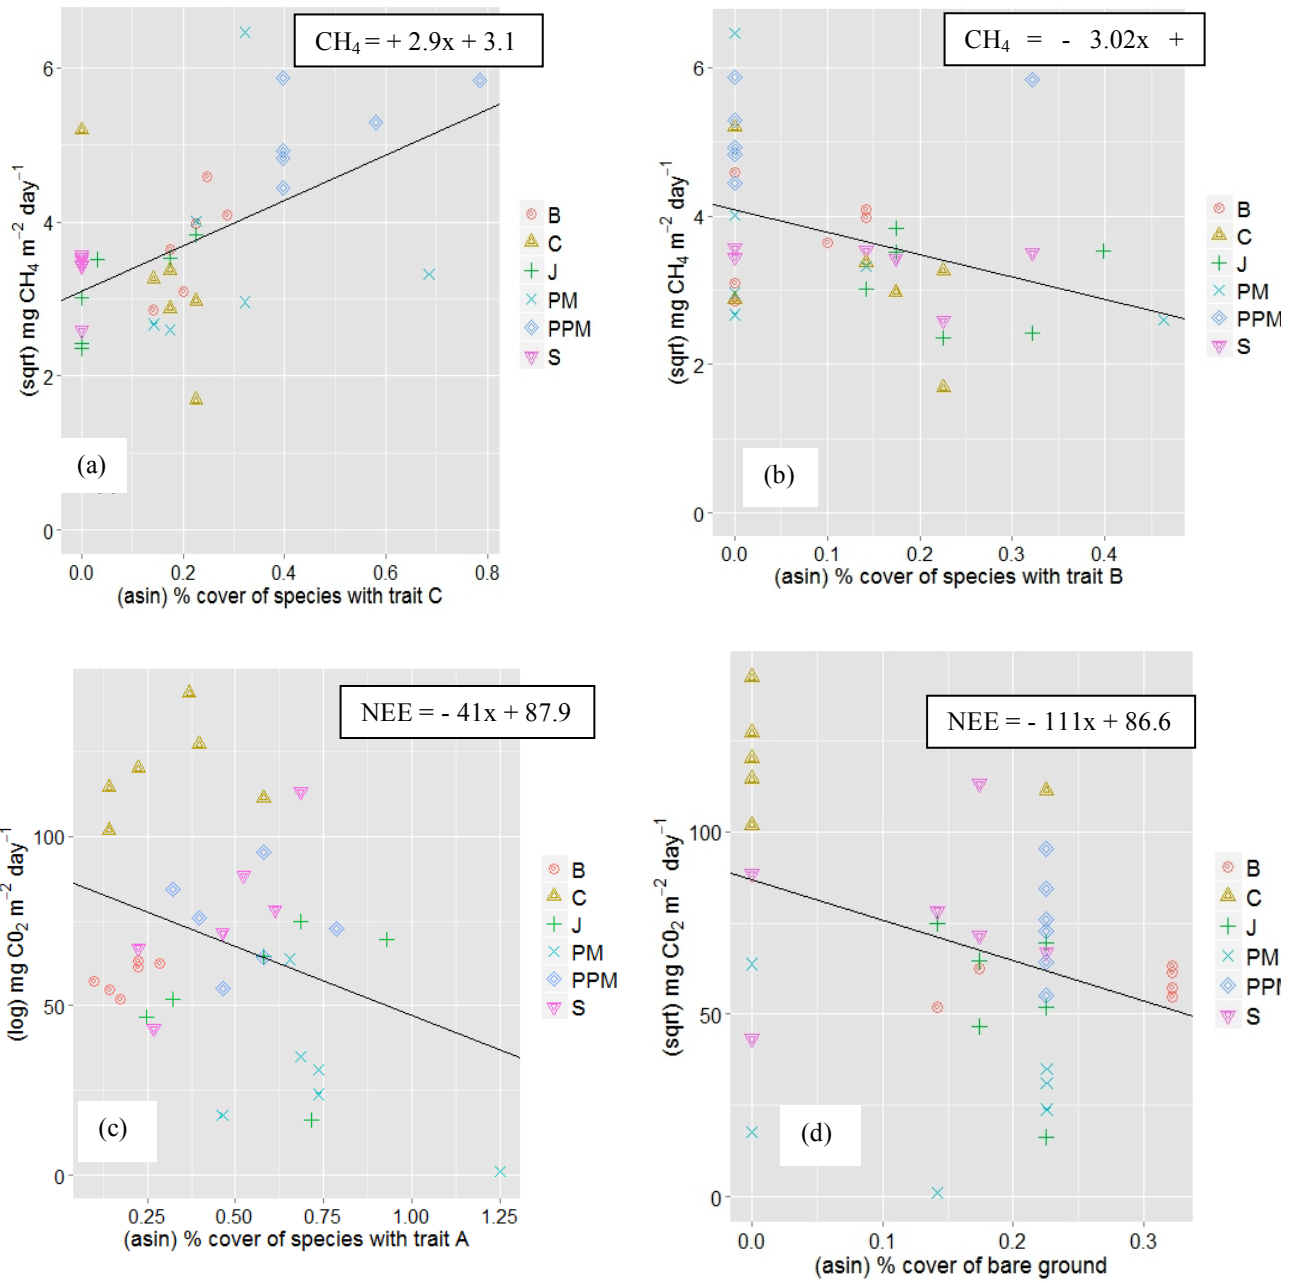 CH₄ = + 2.9x + 3.1
6
4
2
0
(sqrt) mg CH₄ m⁻² day⁻¹
(a)
0.0 0.2 0.4 0.6 0.8
(asin) % cover of species with trait C
B
C
J
PM
PPM
S
CH₄ = - 3.02x +
6
4
2
0
(sqrt) mg CH₄ m⁻² day⁻¹
(b)
0.0 0.1 0.2 0.3 0.4
(asin) % cover of species with trait B
B
C
J
PM
PPM
S
NEE = - 41x + 87.9
100
75
50
25
0
(log) mg C0₂ m⁻² day⁻¹
(c)
0.25 0.50 0.75 1.00 1.25
(asin) % cover of species with trait A
B
C
J
PM
PPM
S
NEE = - 111x + 86.6
100
50
0
(sqrt) mg C0₂ m⁻² day⁻¹
(d)
0.0 0.1 0.2 0.3
(asin) % cover of bare ground
B
C
J
PM
PPM
S